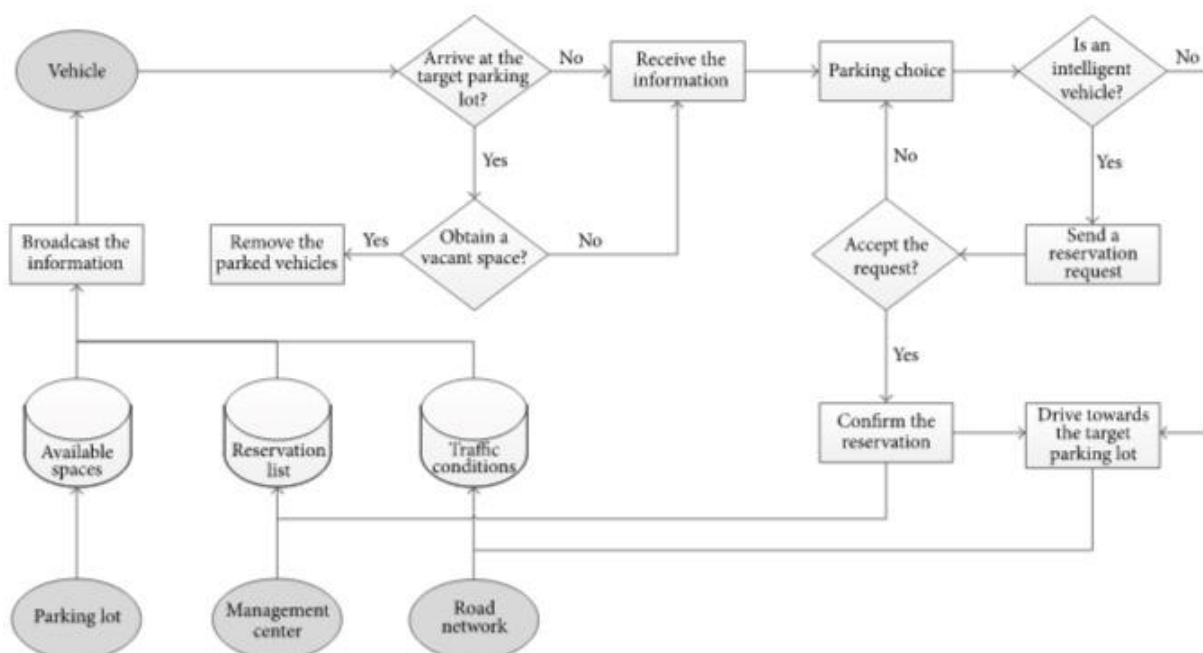 Vehicle
Arrive at the
target parking
lot?
No
Receive the
information
Parking choice
Is an
intelligent
vehicle?
No
Yes
No
Yes
Broadcast the
information
Remove the
parked vehicles
Yes
Obtain a
vacant space?
No
Accept the
request?
Send a
reservation
request
Yes
Available
spaces
Reservation
list
Traffic
conditions
Confirm the
reservation
Drive towards
the target
parking lot
Parking lot
Management
center
Road
network